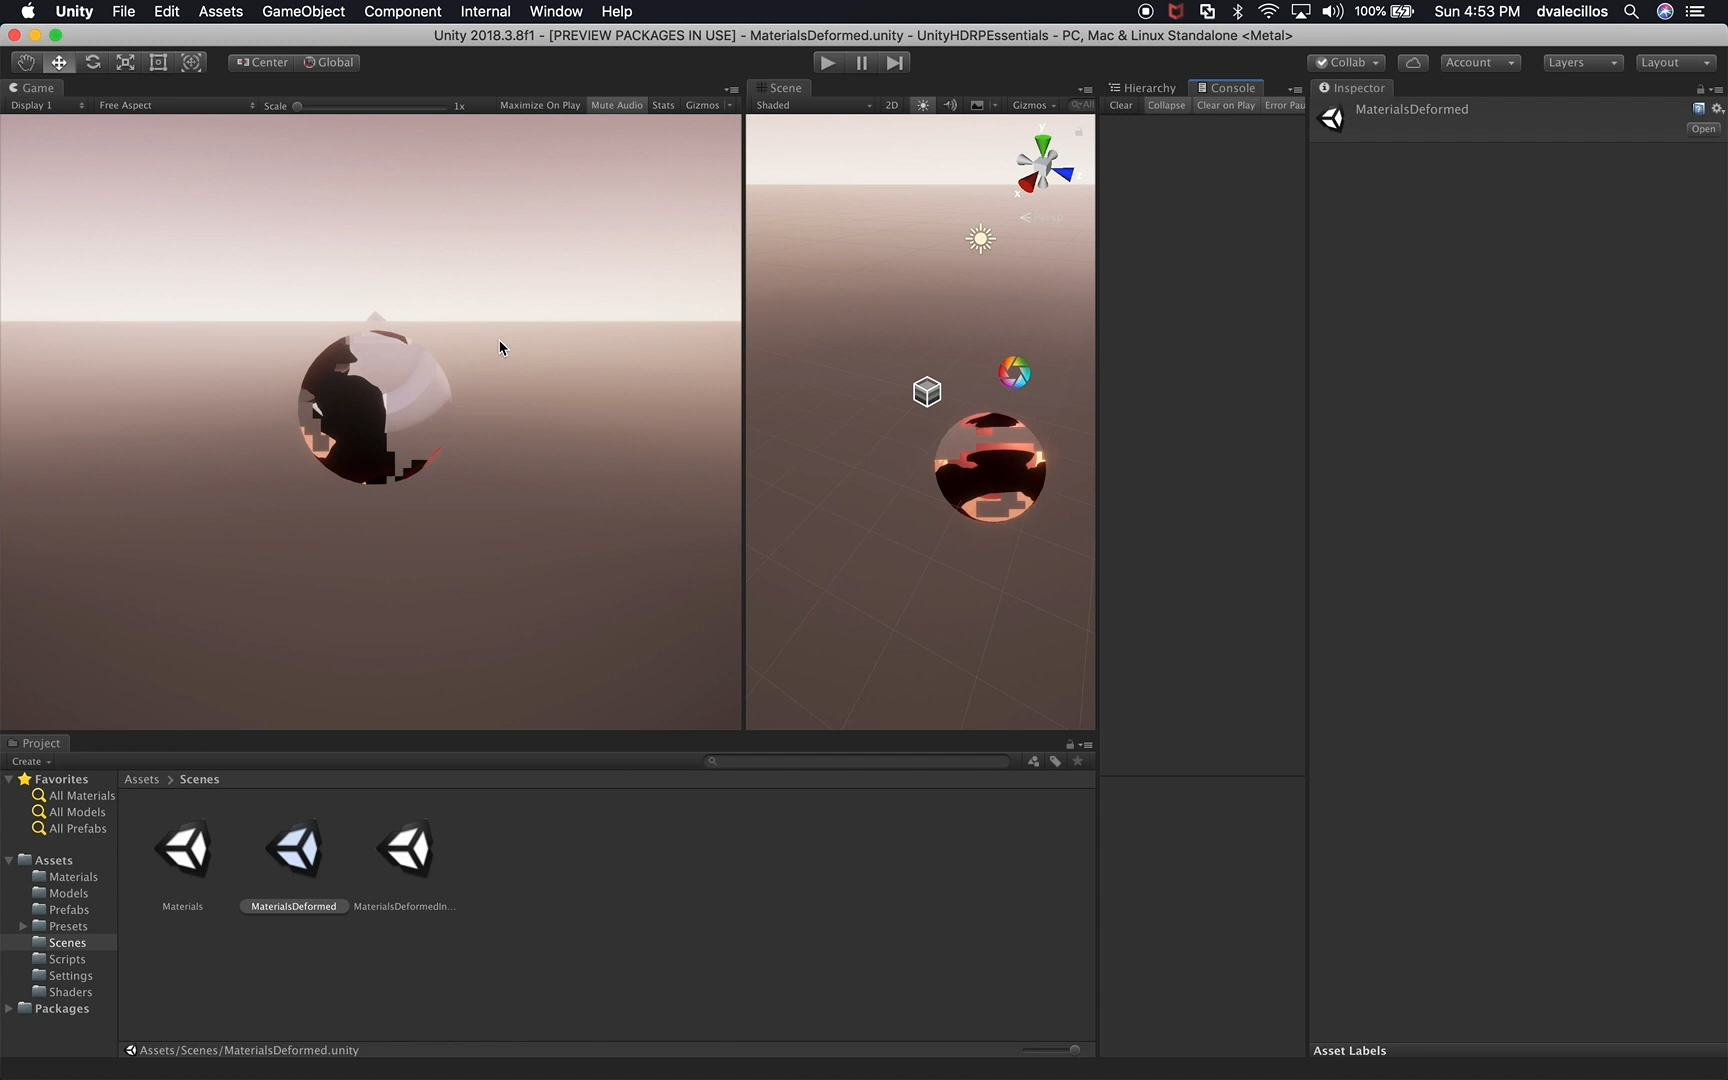 Unity File Edit Assets GameObject Component Internal Window Help 100% Sun 4:53 PM dvalecillos
Unity 2018.3.8f1 - [PREVIEW PACKAGES IN USE] - MaterialsDeformed.unity - UnityHDRPEssentials - PC, Mac & Linux Standalone <Metal>
Center Global Collab Account Layers Layout
Game Scene Hierarchy Console Inspector
Display 1 Free Aspect Scale 1x Maximize On Play Mute Audio Stats Gizmos Shaded 2D Gizmos All Clear Collapse Clear on Play Error Pau
MaterialsDeformed
Open
y
z
x
Persp
Project
Create
Favorites
All Materials
All Models
All Prefabs
Assets
Materials
Models
Prefabs
Presets
Scenes
Scripts
Settings
Shaders
Packages
Assets > Scenes
Materials MaterialsDeformed MaterialsDeformedIn...
Assets/Scenes/MaterialsDeformed.unity
Asset Labels